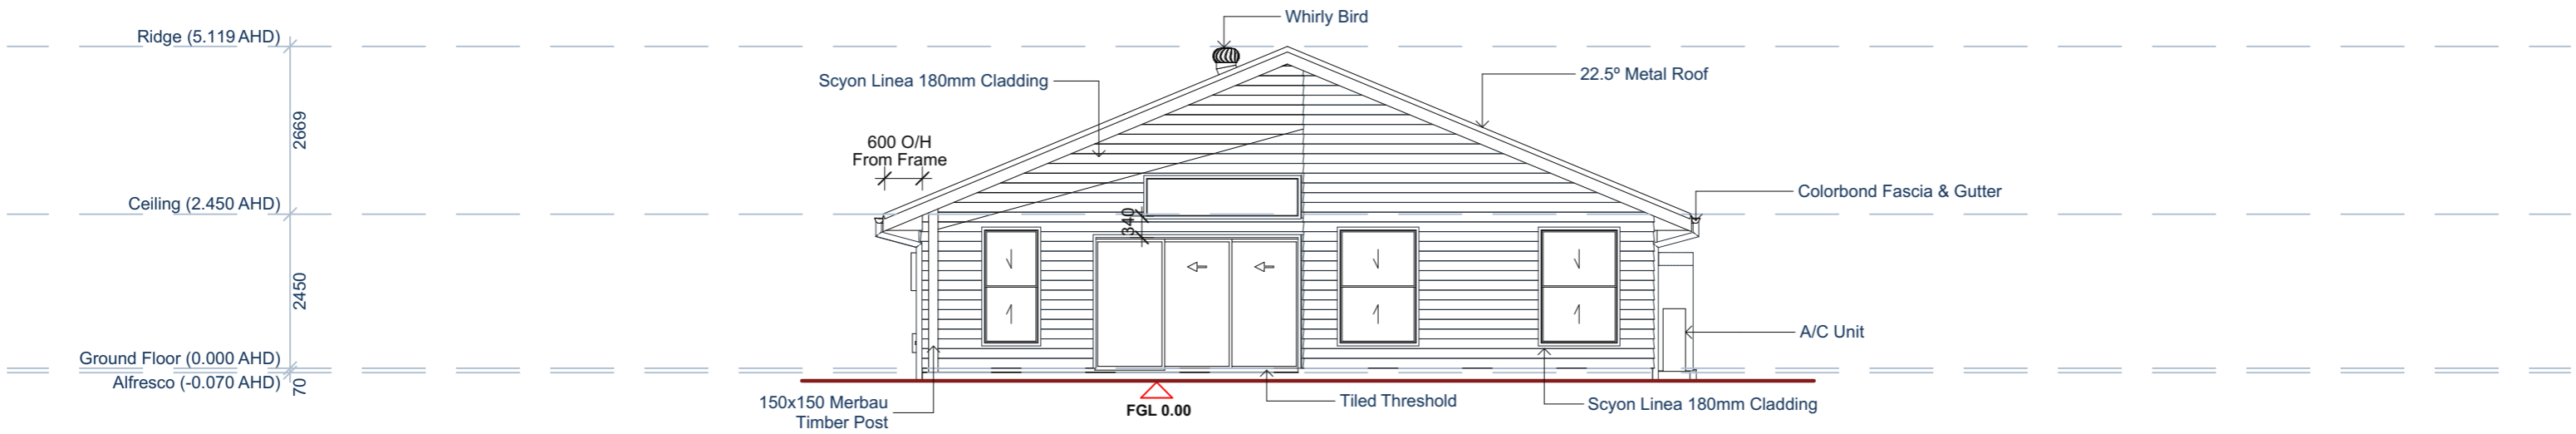 Whirly Bird
Ridge (5.119 AHD)
Scyon Linea 180mm Cladding
22.5º Metal Roof
2669
600 O/H
From Frame
Colorbond Fascia & Gutter
Ceiling (2.450 AHD)
340
2450
A/C Unit
Ground Floor (0.000 AHD)
Alfresco (-0.070 AHD)
70
150x150 Merbau
Timber Post
FGL 0.00
Tiled Threshold
Scyon Linea 180mm Cladding